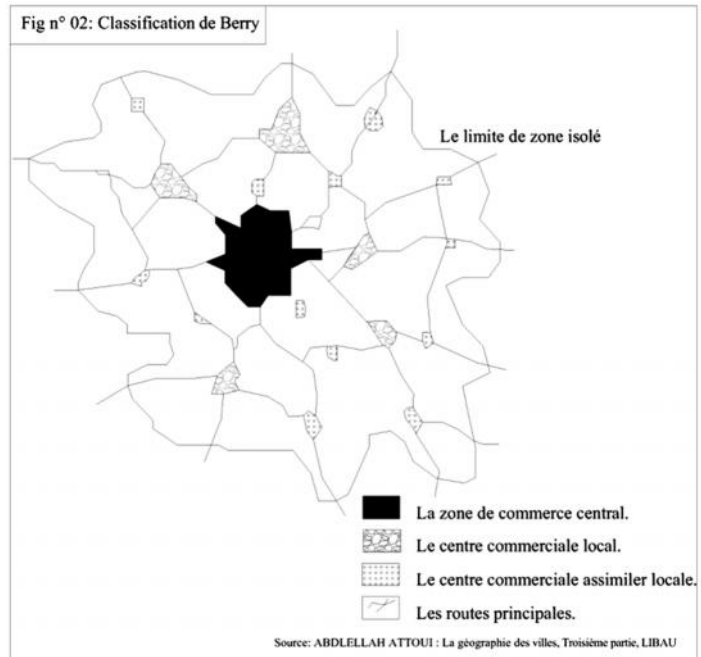 Fig n° 02: Classification de Berry
Le limite de zone isolé
La zone de commerce central.
Le centre commerciale local.
Le centre commerciale assimiler locale.
Les routes principales.
Source: ABDLELLAH ATTOUI : La géographie des villes, Troisième partie, LIBAU